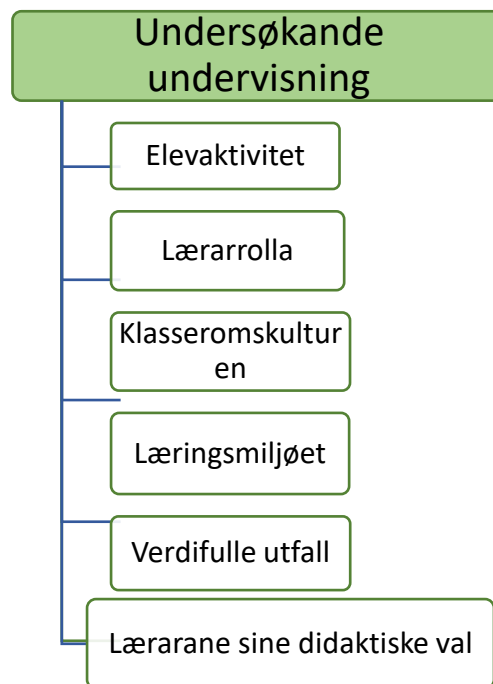 Undersøkande
undervisning
Elevaktivitet
Lærarrolla
Klasseromskultur
en
Læringsmiljøet
Verdifulle utfall
Lærarane sine didaktiske val